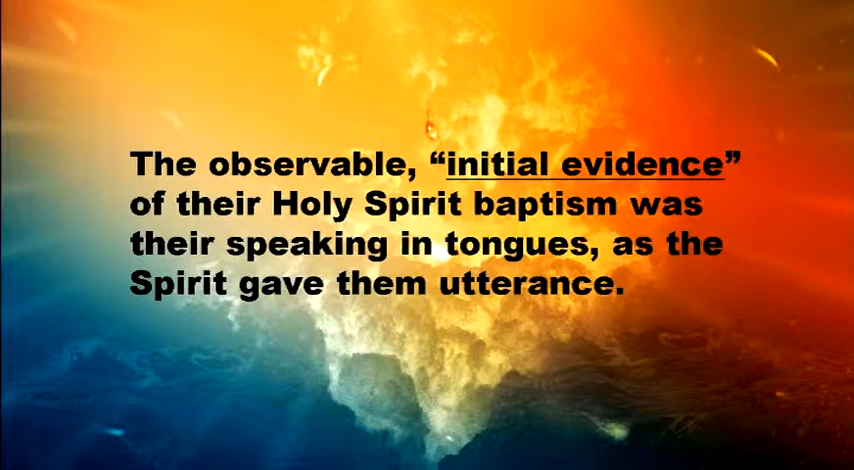 The observable, “initial evidence”
of their Holy Spirit baptism was
their speaking in tongues, as the
Spirit gave them utterance.